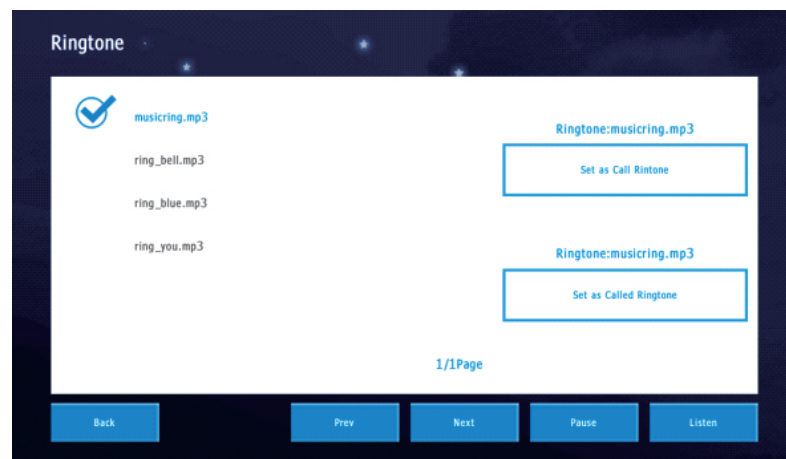 Ringtone
musicring.mp3
ring_bell.mp3
ring_blue.mp3
ring_you.mp3
Ringtone:musicring.mp3
Set as Call Rintone
Ringtone:musicring.mp3
Set as Called Ringtone
1/1Page
Back
Prev
Next
Pause
Listen